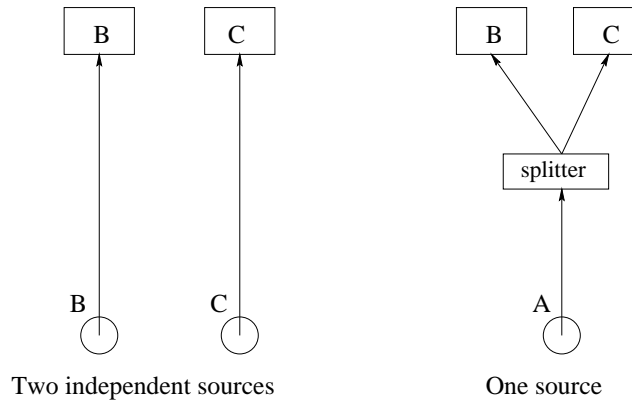 B C B C
splitter
B C A
Two independent sources One source